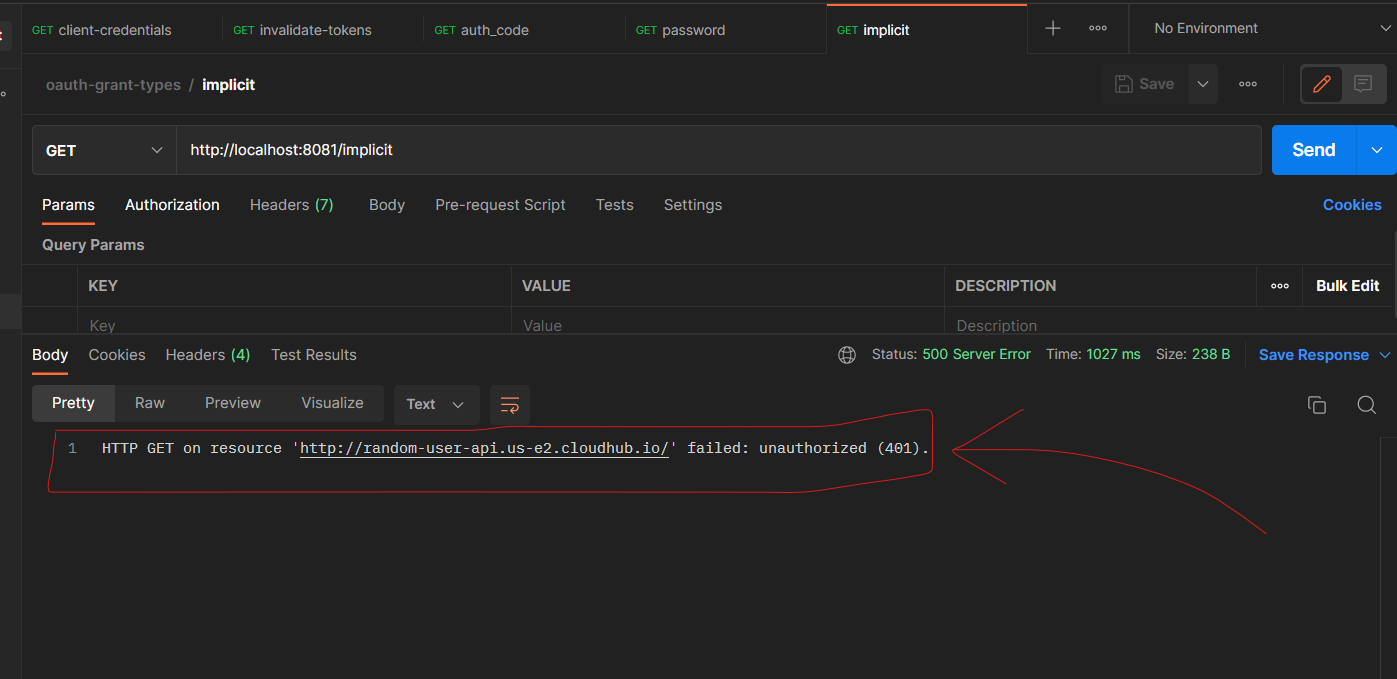 GET client-credentials GET invalidate-tokens GET auth_code GET password GET implicit No Environment
oauth-grant-types / implicit Save
GET http://localhost:8081/implicit Send
Params Authorization Headers (7) Body Pre-request Script Tests Settings Cookies
Query Params
KEY VALUE DESCRIPTION Bulk Edit
Key Value Description
Body Cookies Headers (4) Test Results Status: 500 Server Error Time: 1027 ms Size: 238 B Save Response
Pretty Raw Preview Visualize Text
1 HTTP GET on resource 'http://random-user-api.us-e2.cloudhub.io/' failed: unauthorized (401).